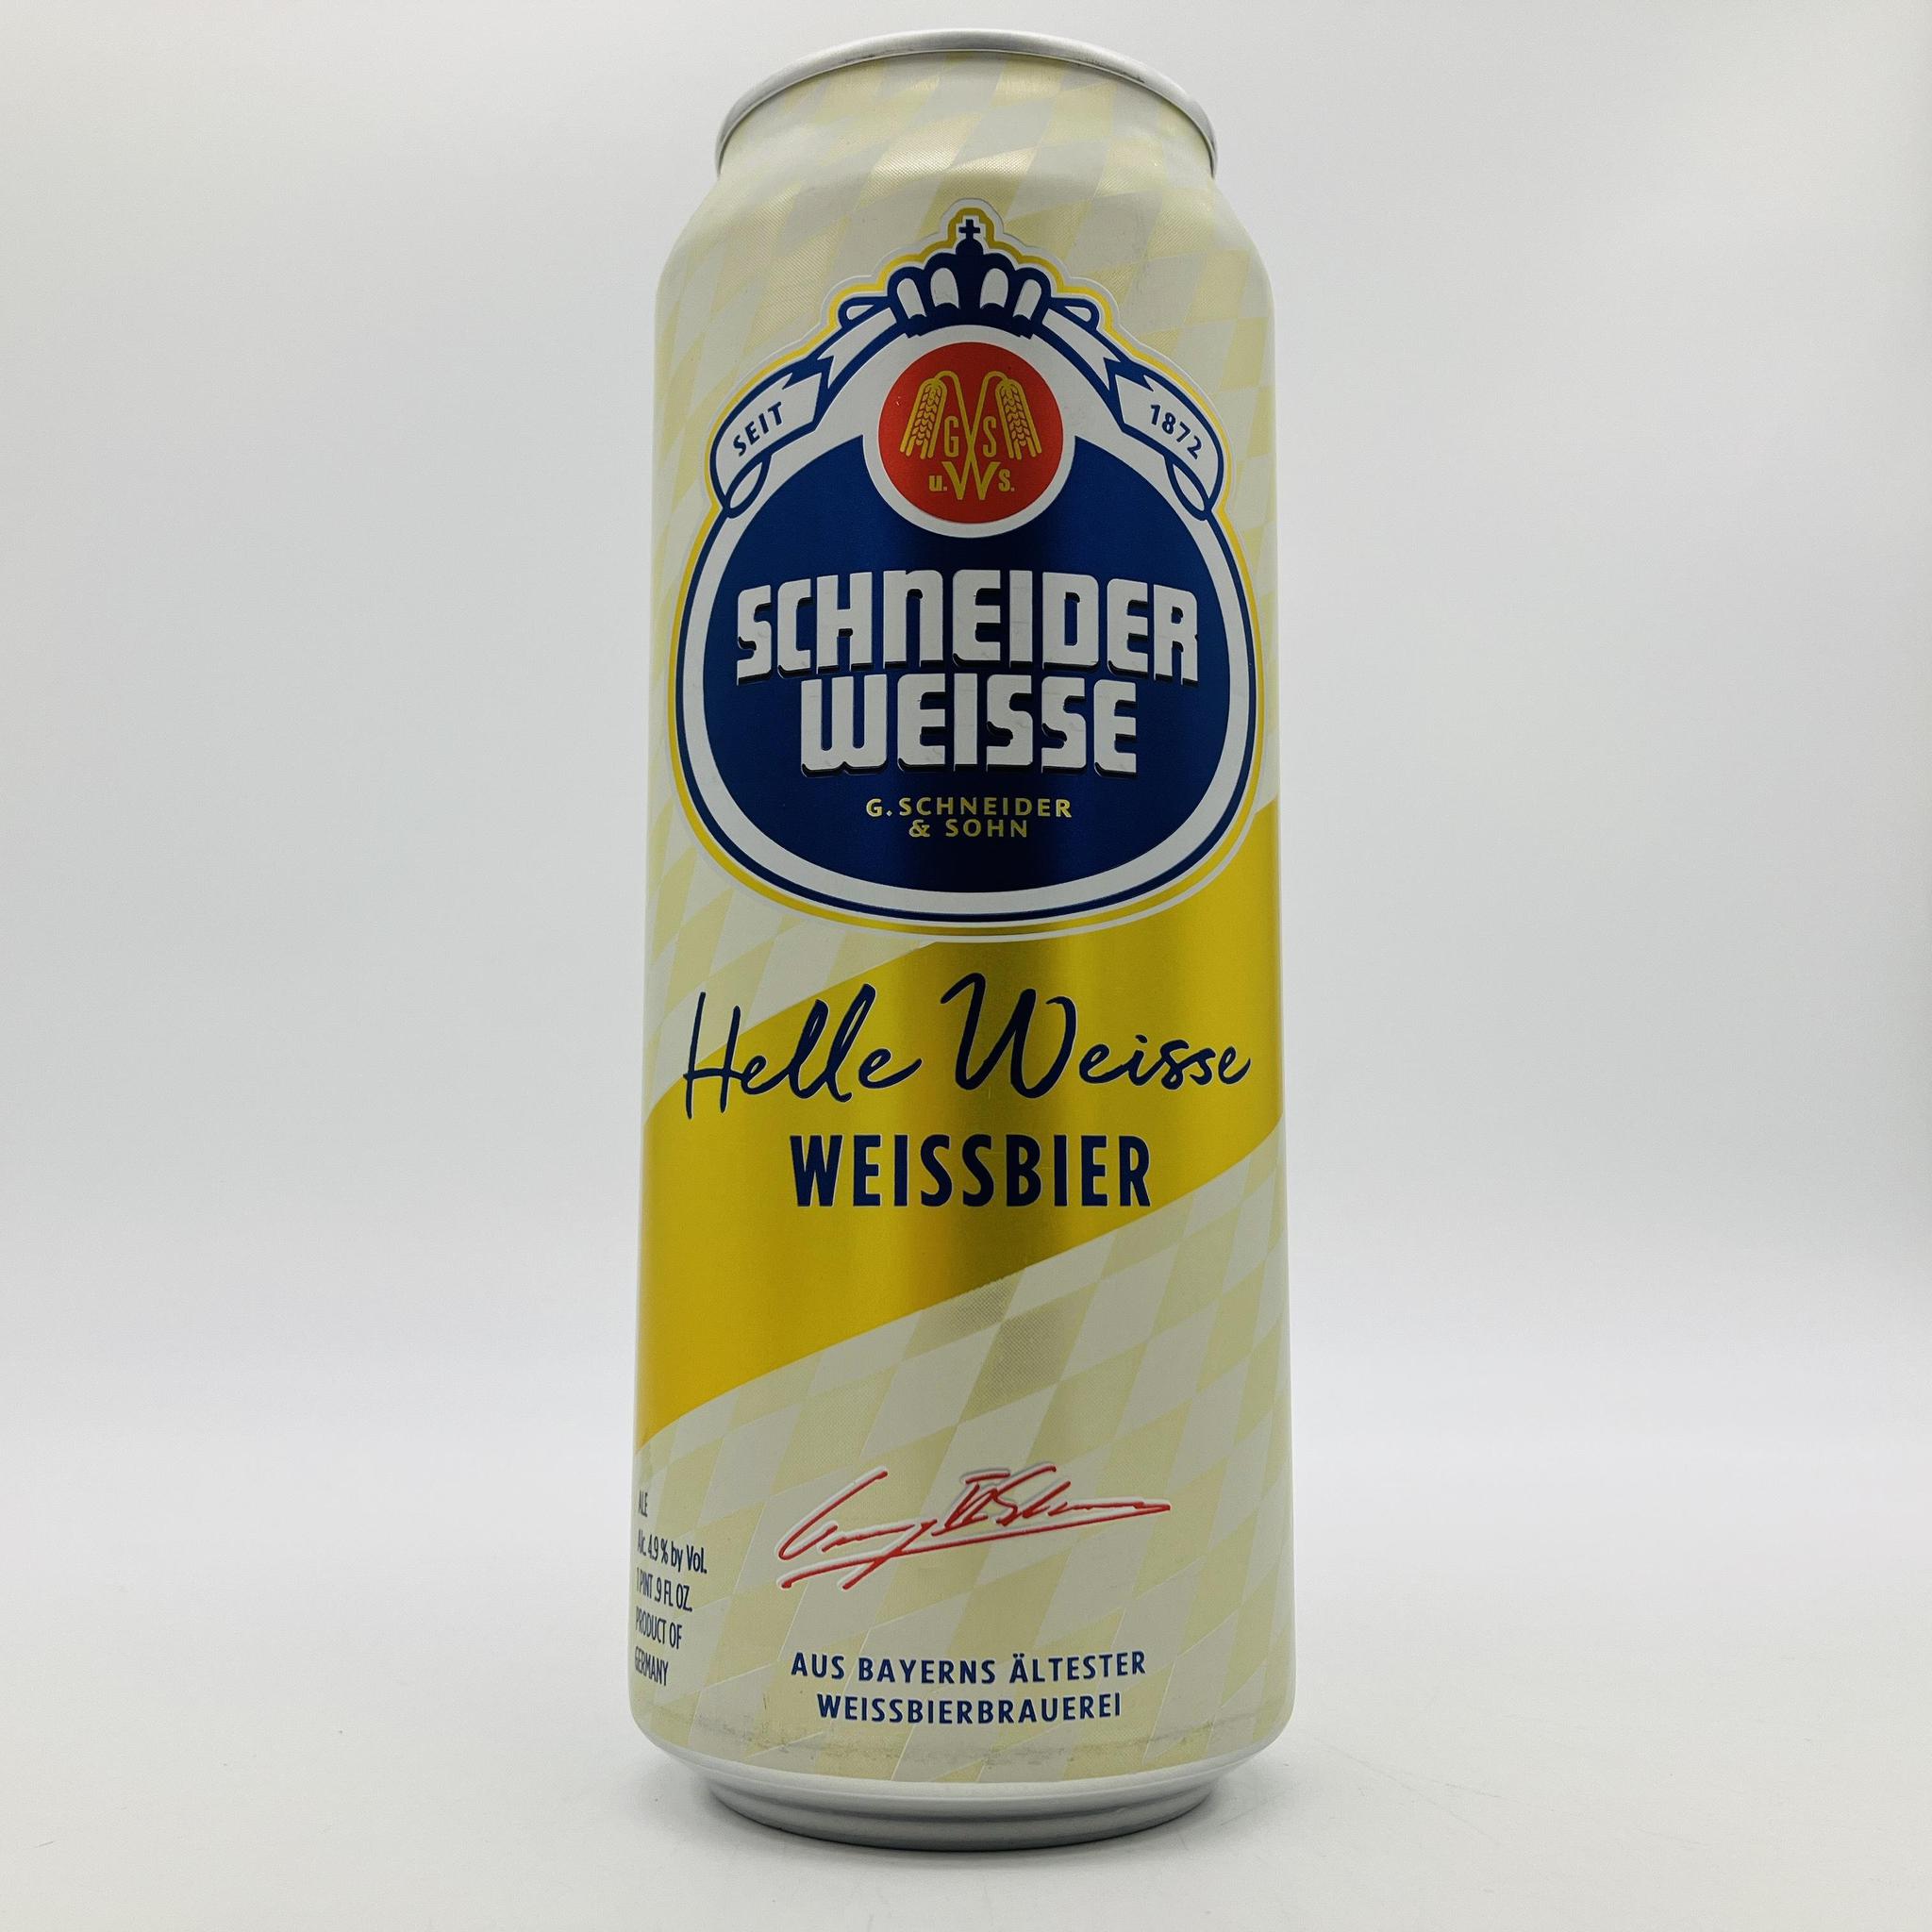 SEIT 1872
G S
u. W s.
SCHNEIDER
WEISSE
G. SCHNEIDER
& SOHN
Helle Weisse
WEISSBIER
ALE
Alc. 4.9 % by Vol.
1 PINT .9 FL OZ.
PRODUCT OF
GERMANY
AUS BAYERNS ÄLTESTER
WEISSBIERBRAUEREI